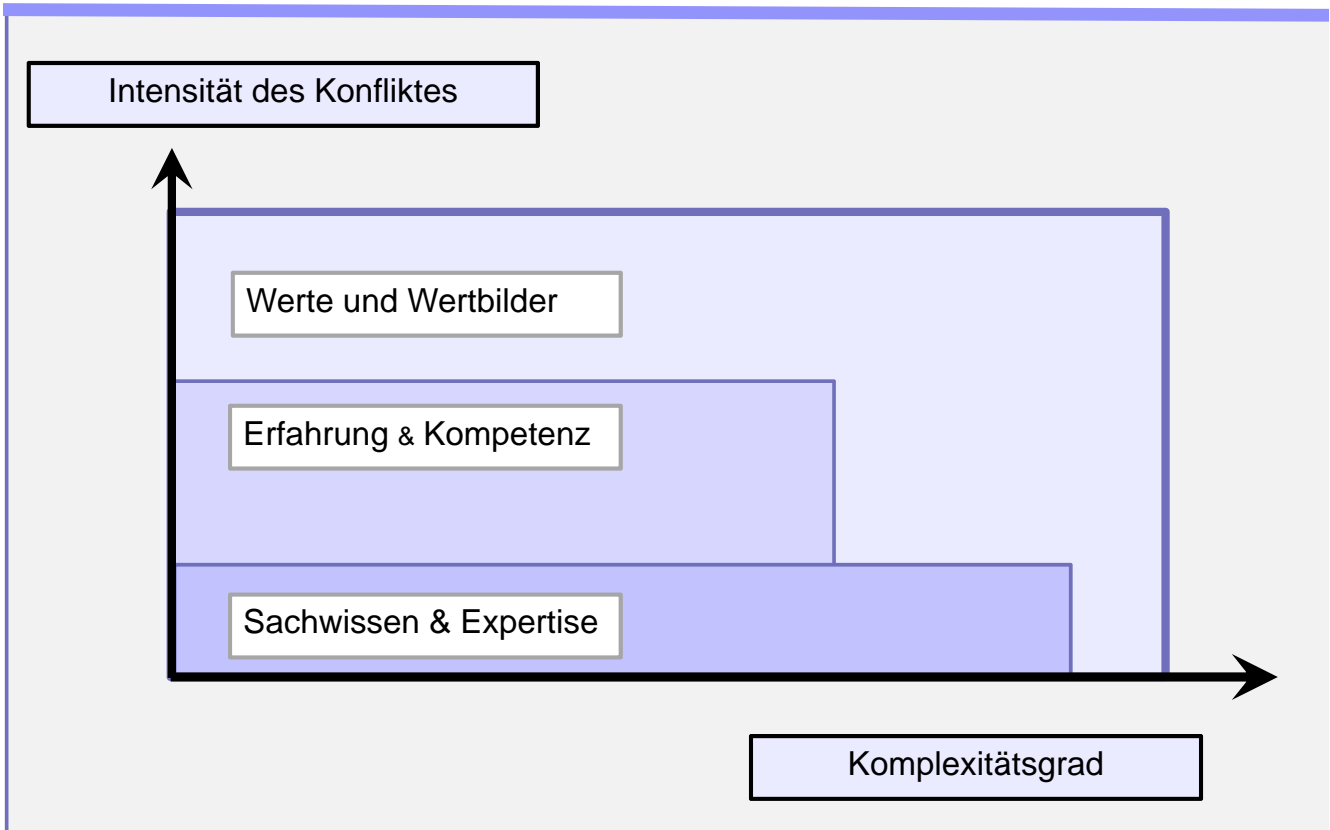 Intensität des Konfliktes
Werte und Wertbilder
Erfahrung & Kompetenz
Sachwissen & Expertise
Komplexitätsgrad